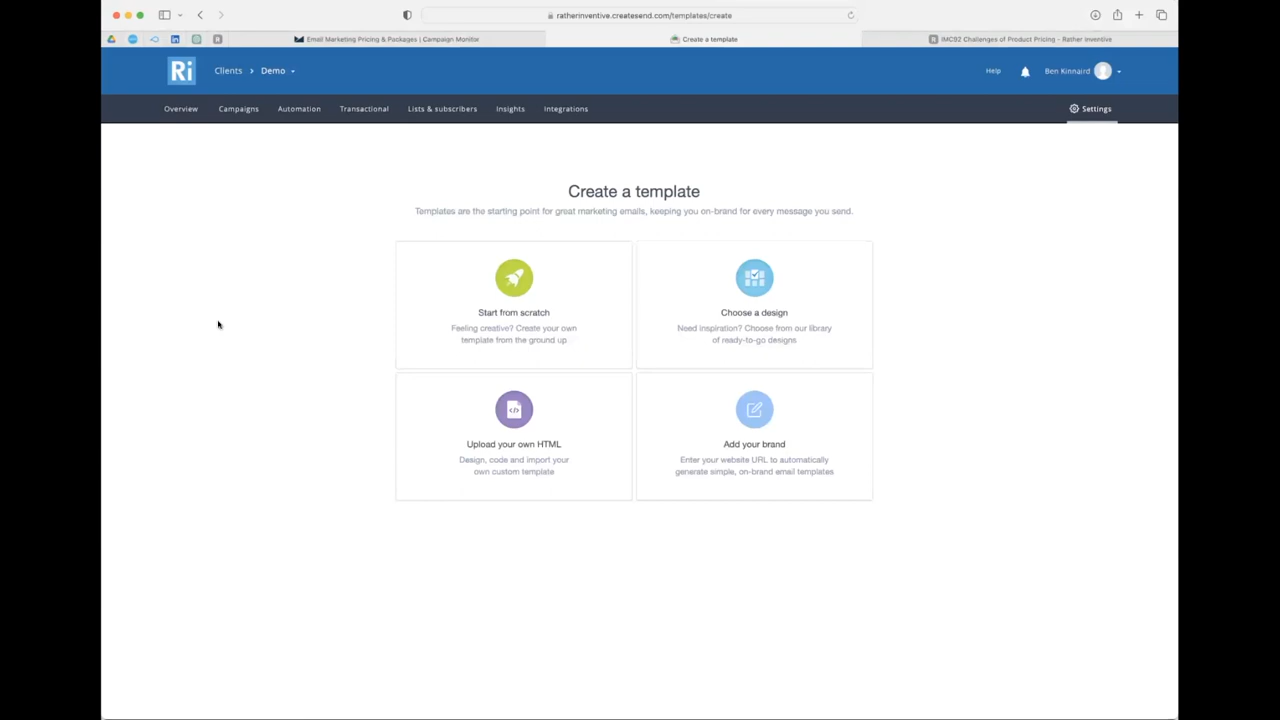 ratherinventive.createsend.com/templates/create
Email Marketing Pricing & Packages | Campaign Monitor
Create a template
IMC92 Challenges of Product Pricing - Rather Inventive
Ri
Clients > Demo
Help
Ben Kinnaird
Overview
Campaigns
Automation
Transactional
Lists & subscribers
Insights
Integrations
Settings
Create a template
Templates are the starting point for great marketing emails, keeping you on-brand for every message you send.
Start from scratch
Feeling creative? Create your own
template from the ground up
Choose a design
Need inspiration? Choose from our library
of ready-to-go designs
Upload your own HTML
Design, code and import your
own custom template
Add your brand
Enter your website URL to automatically
generate simple, on-brand email templates